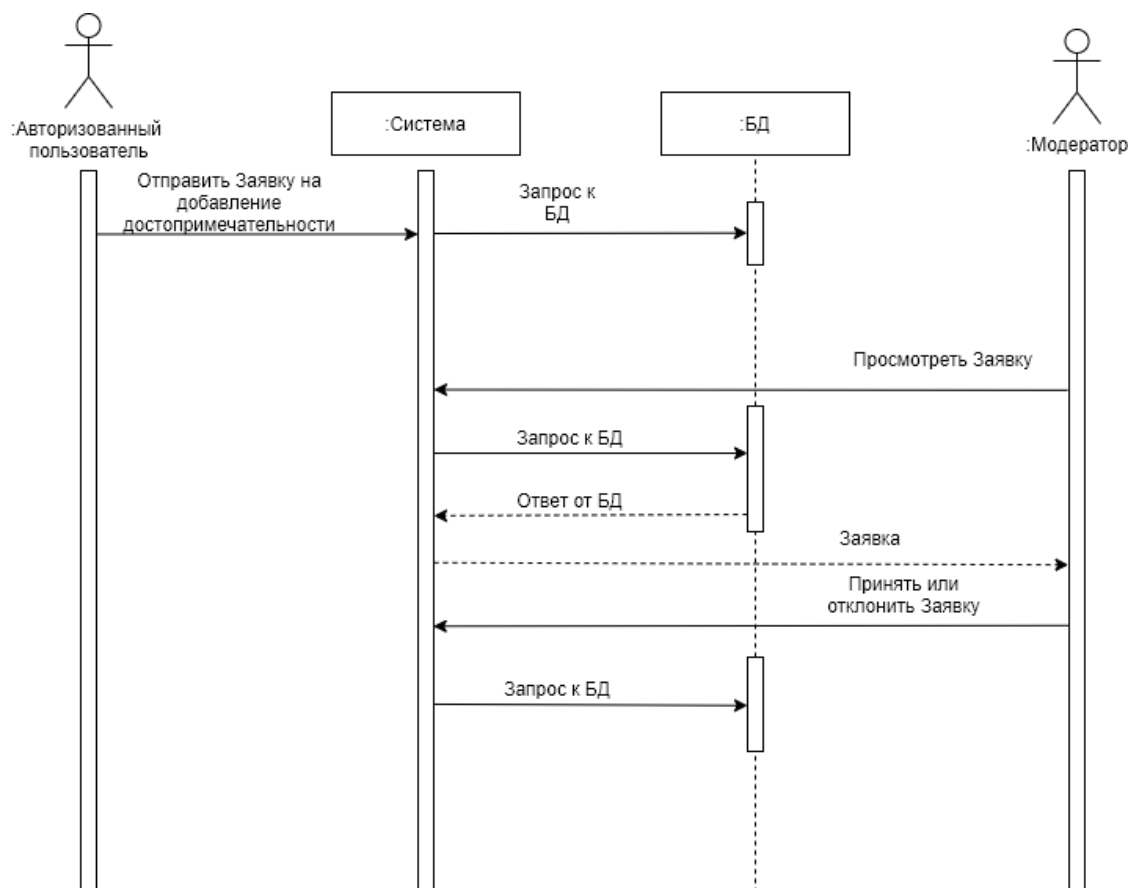 :Авторизованный
пользователь
:Система
:БД
:Модератор
Отправить Заявку на
добавление
достопримечательности
Запрос к
БД
Просмотреть Заявку
Запрос к БД
Ответ от БД
Заявка
Принять или
отклонить Заявку
Запрос к БД